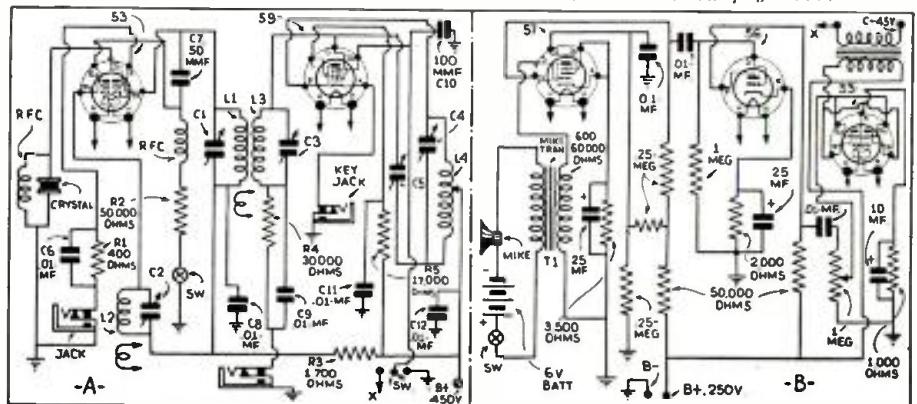 53
C7
50
MMF
RFC
RFC
CRYSTAL
C6
.01
MF
R1
400
OHMS
JACK
R2
50,000
OHMS
L2
C2
SW
-A-
C1
L1
L3
C3
59
KEY
JACK
R4
30,000
OHMS
C8
.01-
MF
C9
.01-MF
R3
1,700
OHMS
C11
.01-
MF
X
SW
100
MMF
C10
C4
C5
L4
R5
17,000
OHMS
C12
.01-
MF
B+
450V
MIKE
SW
6V
BATT
MIKE
TRAN
T1
600
60,000
OHMS
25
MF
3,500
OHMS
0.1
MF
.01
MF
.25-
MEG
.25-
MEG
B-
B+, 250V
1
MEG
25
MF
2,000
OHMS
50,000
OHMS
X
C-45V
53
10
MF
1
MEG
1,000
OHMS
-B-